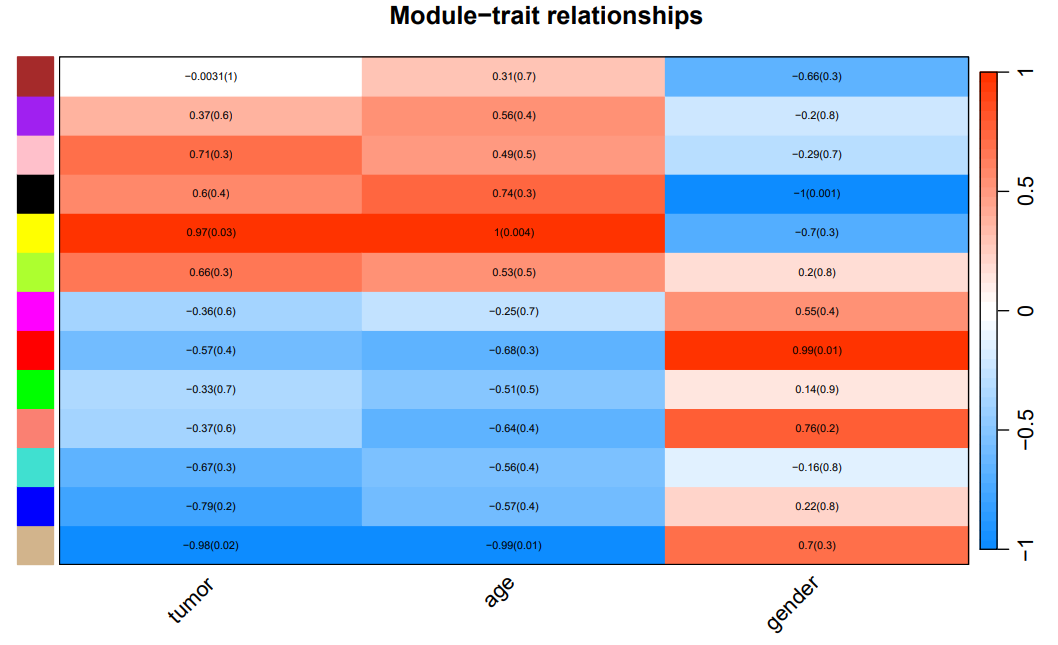 Module−trait relationships
−0.0031(1) 0.31(0.7) −0.66(0.3)
0.37(0.6) 0.56(0.4) −0.2(0.8)
0.71(0.3) 0.49(0.5) −0.29(0.7)
0.6(0.4) 0.74(0.3) −1(0.001)
0.97(0.03) 1(0.004) −0.7(0.3)
0.66(0.3) 0.53(0.5) 0.2(0.8)
−0.36(0.6) −0.25(0.7) 0.55(0.4)
−0.57(0.4) −0.68(0.3) 0.99(0.01)
−0.33(0.7) −0.51(0.5) 0.14(0.9)
−0.37(0.6) −0.64(0.4) 0.76(0.2)
−0.67(0.3) −0.56(0.4) −0.16(0.8)
−0.79(0.2) −0.57(0.4) 0.22(0.8)
−0.98(0.02) −0.99(0.01) 0.7(0.3)
tumor age gender
1
0.5
0
−0.5
−1